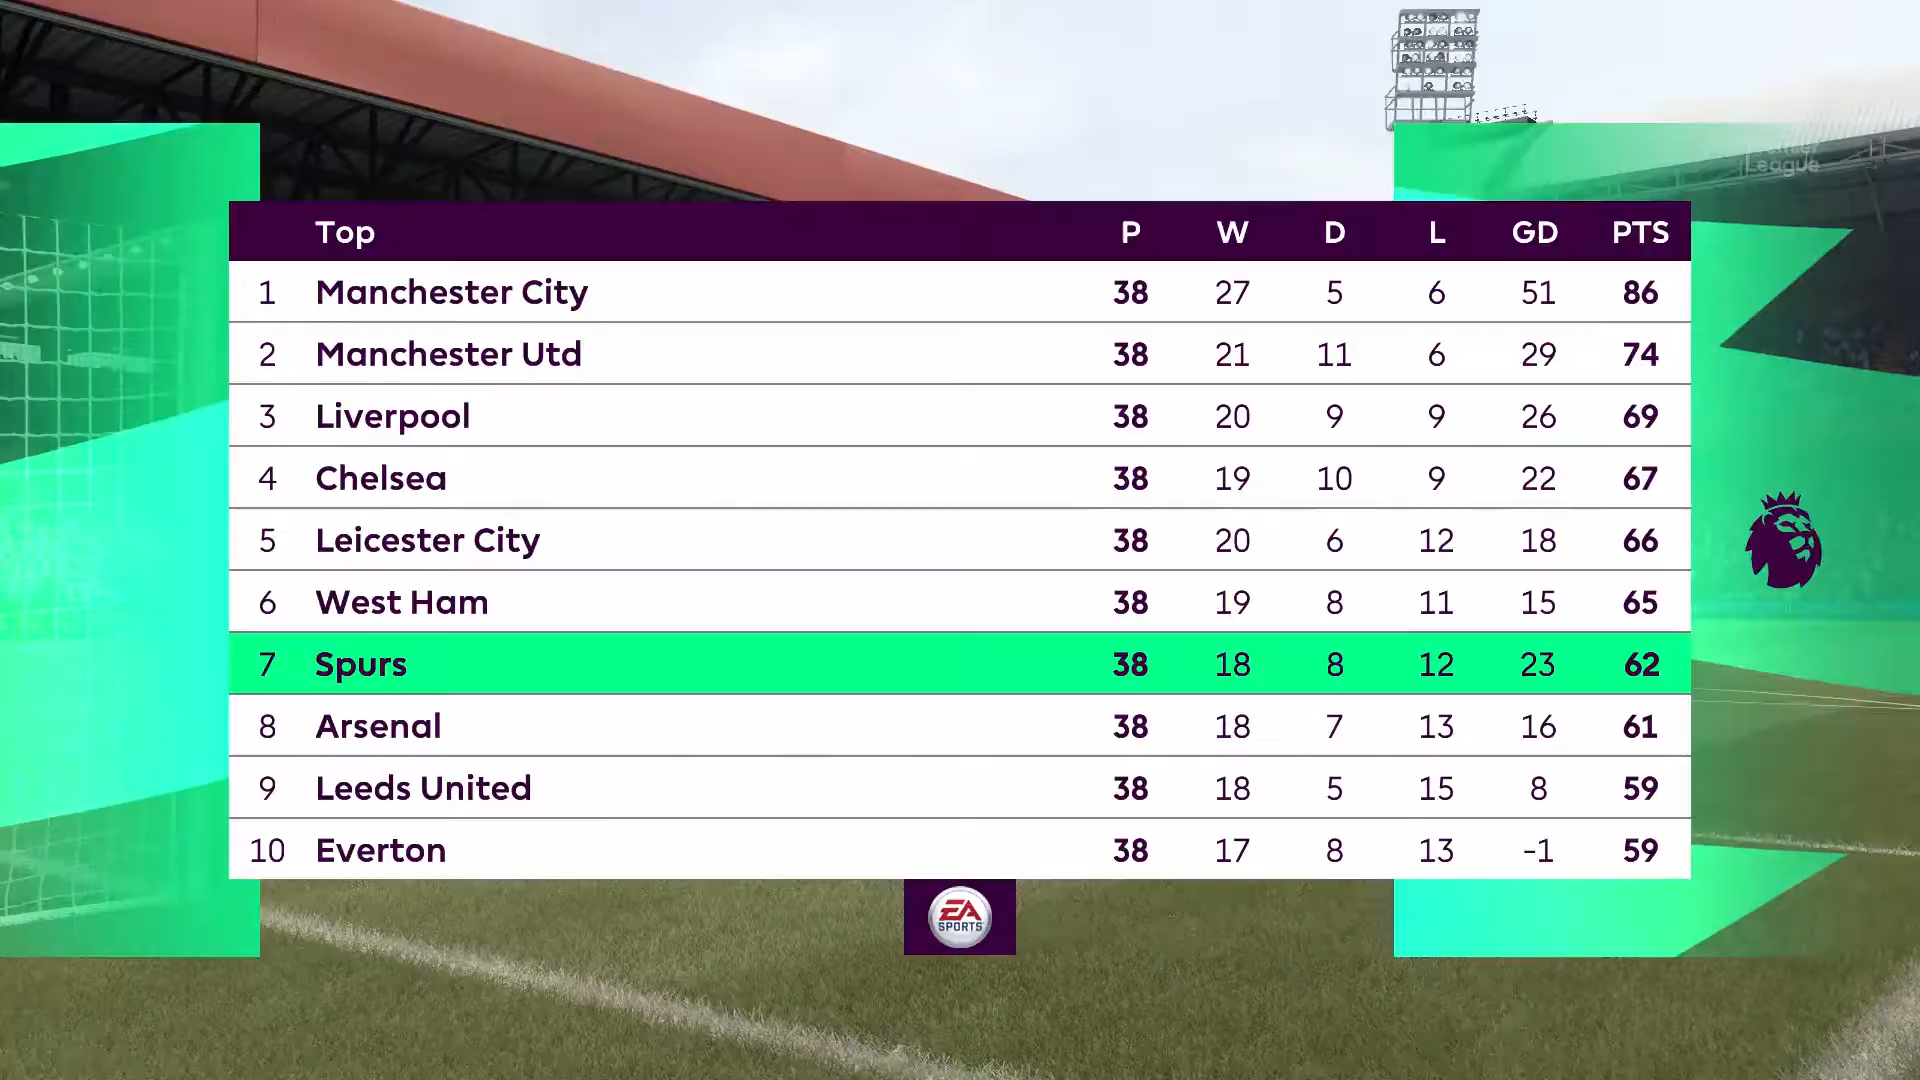 Premier
League
Top P W D L GD PTS
1 Manchester City 38 27 5 6 51 86
2 Manchester Utd 38 21 11 6 29 74
3 Liverpool 38 20 9 9 26 69
4 Chelsea 38 19 10 9 22 67
5 Leicester City 38 20 6 12 18 66
6 West Ham 38 19 8 11 15 65
7 Spurs 38 18 8 12 23 62
8 Arsenal 38 18 7 13 16 61
9 Leeds United 38 18 5 15 8 59
10 Everton 38 17 8 13 -1 59
EA
SPORTS